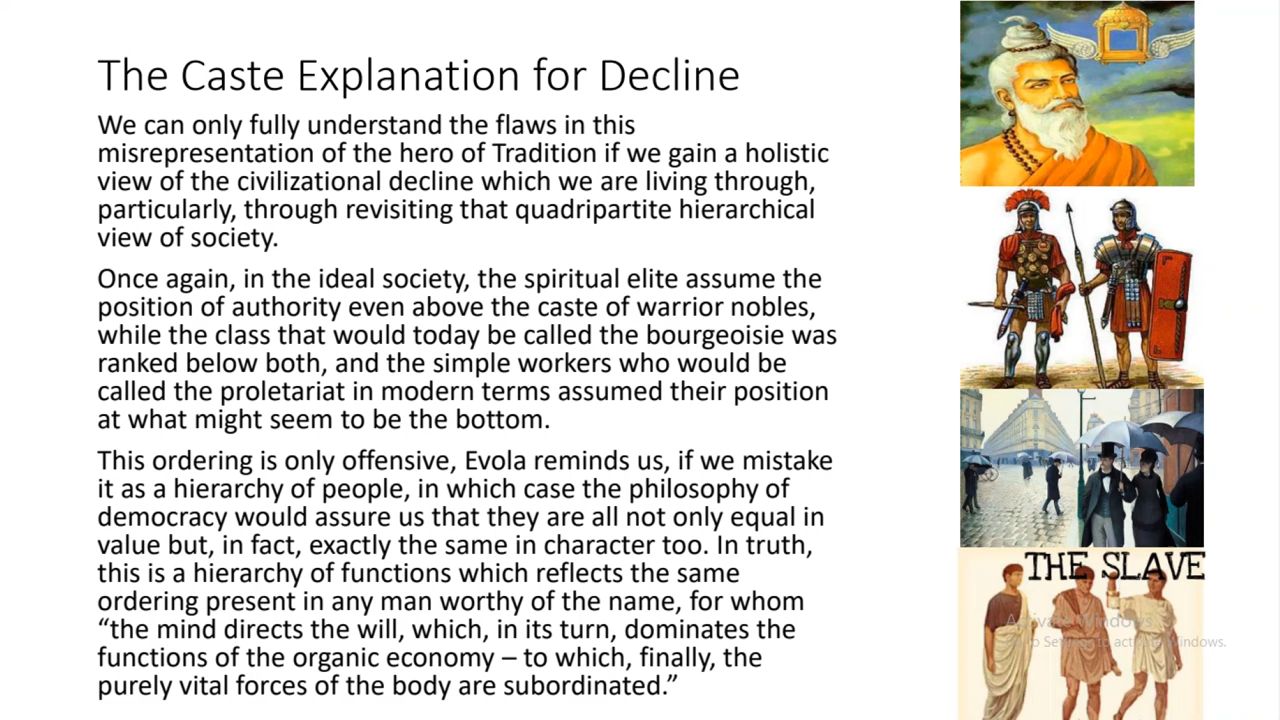 The Caste Explanation for Decline
We can only fully understand the flaws in this
misrepresentation of the hero of Tradition if we gain a holistic
view of the civilizational decline which we are living through,
particularly, through revisiting that quadripartite hierarchical
view of society.
Once again, in the ideal society, the spiritual elite assume the
position of authority even above the caste of warrior nobles,
while the class that would today be called the bourgeoisie was
ranked below both, and the simple workers who would be
called the proletariat in modern terms assumed their position
at what might seem to be the bottom.
This ordering is only offensive, Evola reminds us, if we mistake
it as a hierarchy of people, in which case the philosophy of
democracy would assure us that they are all not only equal in
value but, in fact, exactly the same in character too. In truth,
this is a hierarchy of functions which reflects the same
ordering present in any man worthy of the name, for whom
“the mind directs the will, which, in its turn, dominates the
functions of the organic economy – to which, finally, the
purely vital forces of the body are subordinated.”
THE SLAVE
Activate Windows
to Settings to activate Windows.